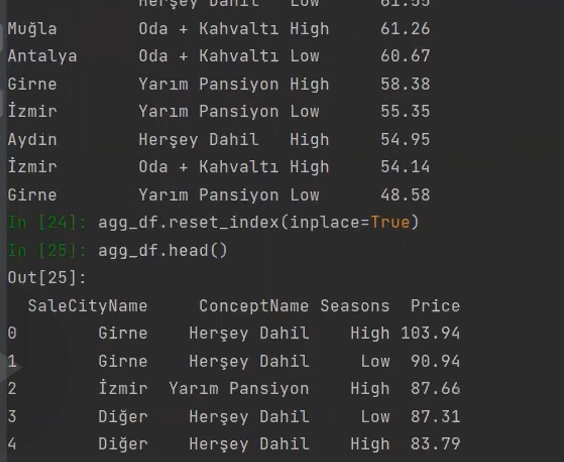 Herşey Dahil Low 61.55
Muğla Oda + Kahvaltı High 61.26
Antalya Oda + Kahvaltı Low 60.67
Girne Yarım Pansiyon High 58.38
İzmir Yarım Pansiyon Low 55.35
Aydın Herşey Dahil High 54.95
İzmir Oda + Kahvaltı High 54.14
Girne Yarım Pansiyon Low 48.58
In [24]: agg_df.reset_index(inplace=True)
In [25]: agg_df.head()
Out[25]:
SaleCityName ConceptName Seasons Price
0 Girne Herşey Dahil High 103.94
1 Girne Herşey Dahil Low 90.94
2 İzmir Yarım Pansiyon High 87.66
3 Diğer Herşey Dahil Low 87.31
4 Diğer Herşey Dahil High 83.79